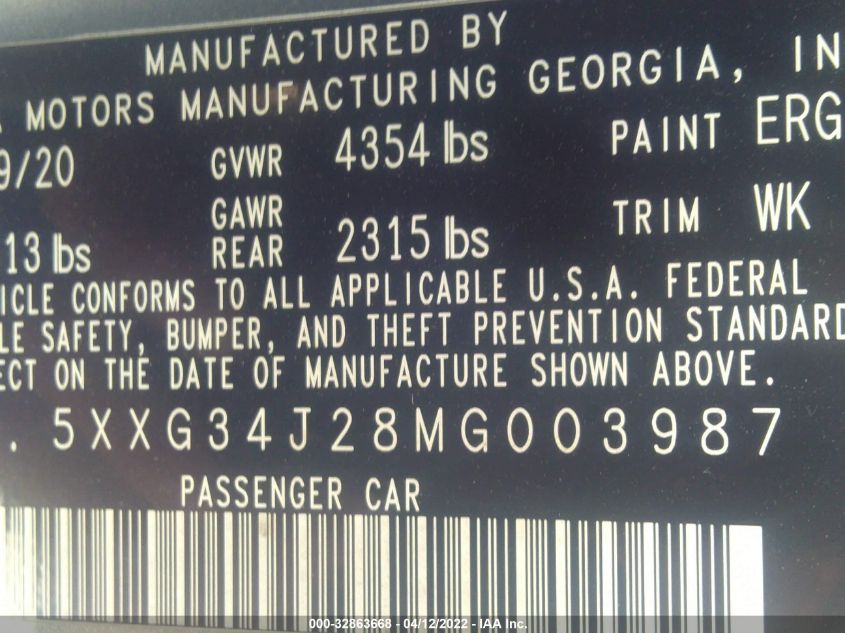 MANUFACTURED BY
A MOTORS MANUFACTURING GEORGIA, IN
9/20 GVWR 4354 lbs PAINT ERG
13 lbs GAWR REAR 2315 lbs TRIM WK
ICLE CONFORMS TO ALL APPLICABLE U.S.A. FEDERAL
LE SAFETY, BUMPER, AND THEFT PREVENTION STANDARD
ECT ON THE DATE OF MANUFACTURE SHOWN ABOVE.
. 5XXG34J28MG003987
PASSENGER CAR
000-32863668 - 04/12/2022 - IAA Inc.